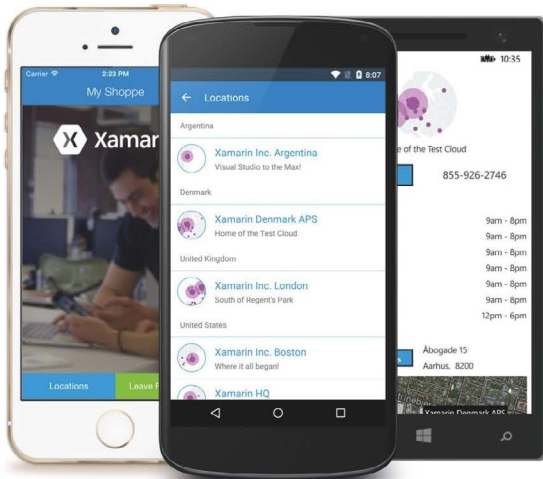 Carrier 2:23 PM
My Shoppe
Xamar
Locations
Leave
8:07
Locations
Argentina
Xamarin Inc. Argentina
Visual Studio to the Max!
Denmark
Xamarin Denmark APS
Home of the Test Cloud
United Kingdom
Xamarin Inc. London
South of Regent's Park
United States
Xamarin Inc. Boston
Where it all began!
Xamarin HQ
10:35
e of the Test Cloud
855-926-2746
9am - 8pm
9am - 8pm
9am - 8pm
9am - 8pm
9am - 8pm
9am - 8pm
12pm - 6pm
Åbogade 15
Aarhus, 8200
Xamarin Denmark APS